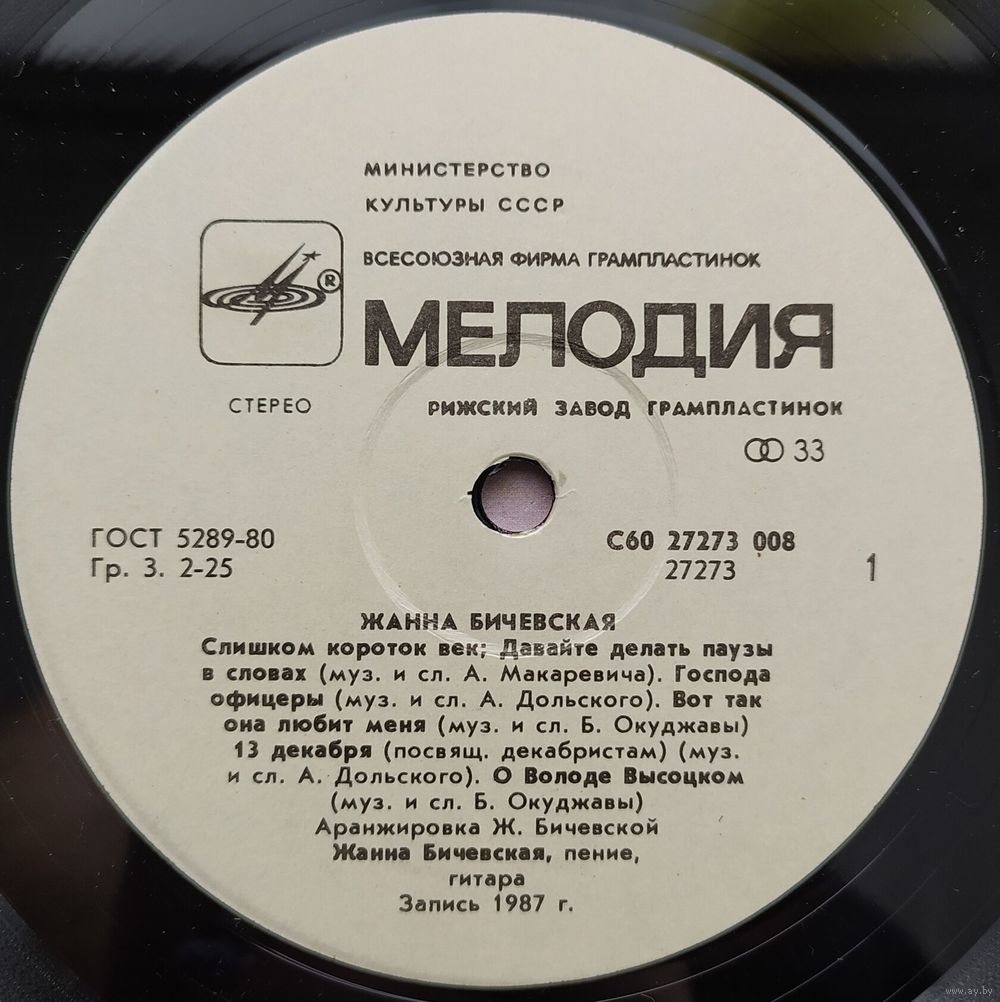 МИНИСТЕРСТВО
КУЛЬТУРЫ СССР
ВСЕСОЮЗНАЯ ФИРМА ГРАМПЛАСТИНОК
®
МЕЛОДИЯ
СТЕРЕО
РИЖСКИЙ ЗАВОД ГРАМПЛАСТИНОК
33
ГОСТ 5289-80
С60 27273 008
Гр. 3. 2-25
27273
1
ЖАННА БИЧЕВСКАЯ
Слишком короток век; Давайте делать паузы
в словах (муз. и сл. А. Макаревича). Господа
офицеры (муз. и сл. А. Дольского). Вот так
она любит меня (муз. и сл. Б. Окуджавы)
13 декабря (посвящ. декабристам) (муз.
и сл. А. Дольского). О Володе Высоцком
(муз. и сл. Б. Окуджавы)
Аранжировка Ж. Бичевской
Жанна Бичевская, пение,
гитара
Запись 1987 г.
www.ay.by